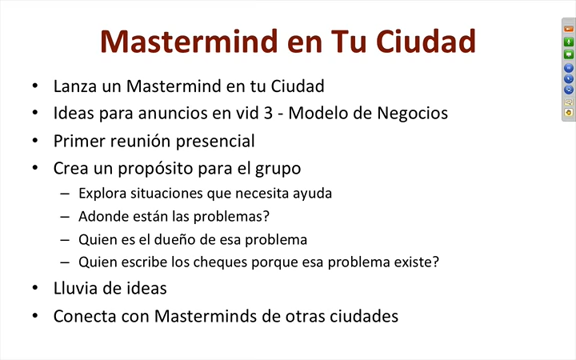 Mastermind en Tu Ciudad
• Lanza un Mastermind en tu Ciudad
• Ideas para anuncios en vid 3 - Modelo de Negocios
• Primer reunión presencial
• Crea un propósito para el grupo
– Explora situaciones que necesita ayuda
– Adonde están las problemas?
– Quien es el dueño de esa problema
– Quien escribe los cheques porque esa problema existe?
• Lluvia de ideas
• Conecta con Masterminds de otras ciudades